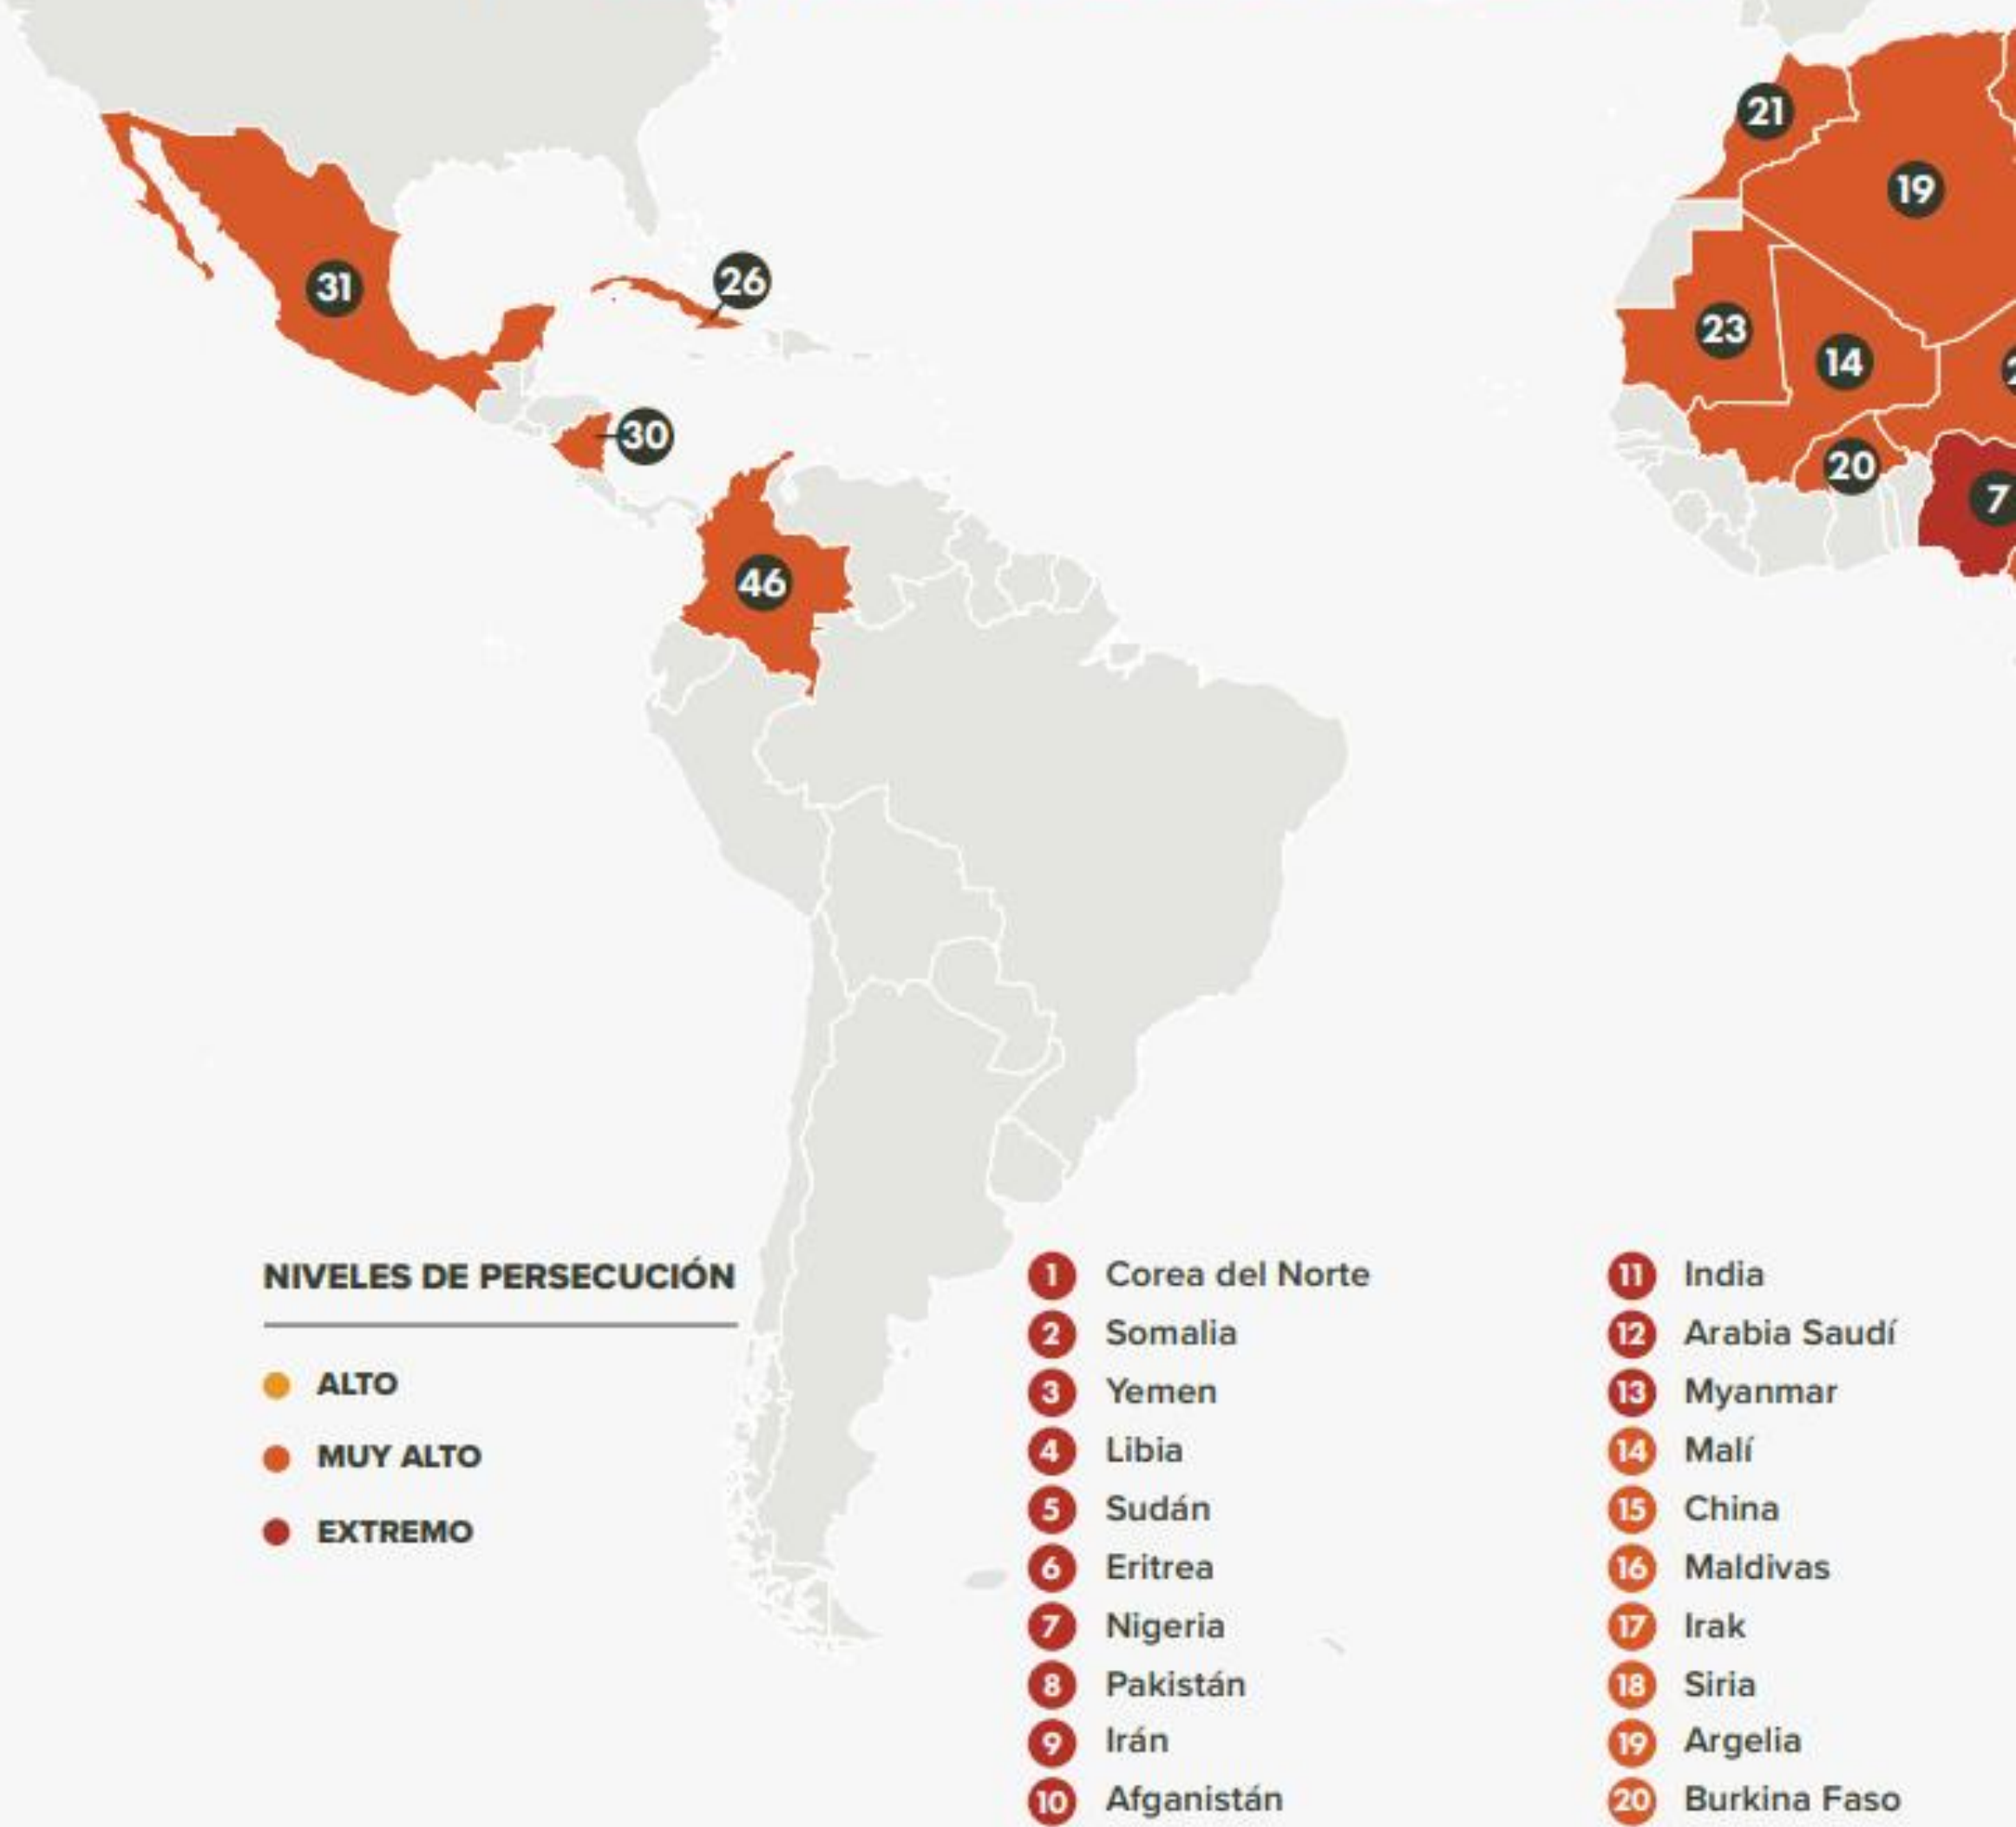 21
19
26
31
23
14
30
20
7
46
NIVELES DE PERSECUCIÓN
ALTO
MUY ALTO
EXTREMO
1 Corea del Norte
2 Somalia
3 Yemen
4 Libia
5 Sudán
6 Eritrea
7 Nigeria
8 Pakistán
9 Irán
10 Afganistán
11 India
12 Arabia Saudí
13 Myanmar
14 Malí
15 China
16 Maldivas
17 Irak
18 Siria
19 Argelia
20 Burkina Faso